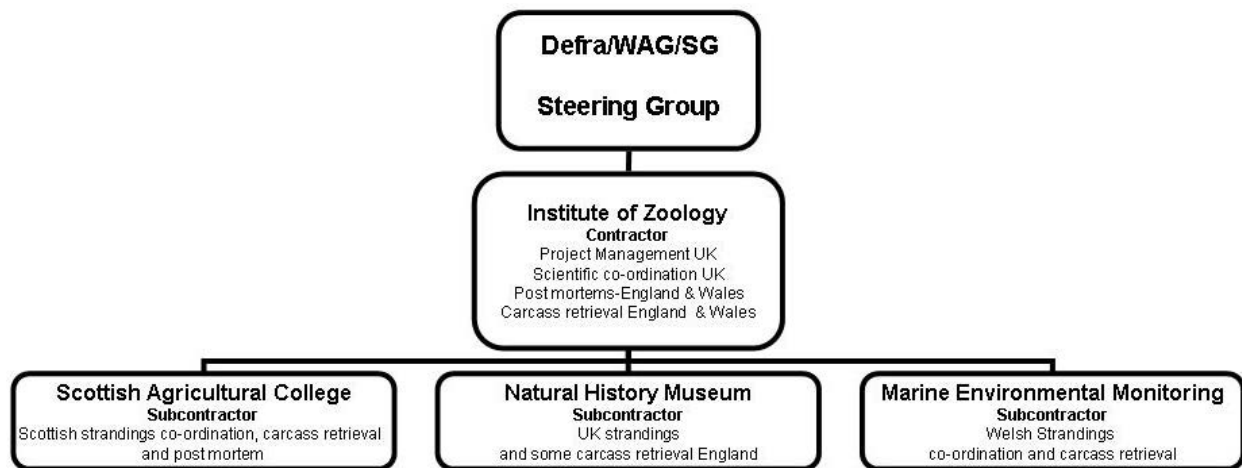 Defra/WAG/SG
Steering Group
Institute of Zoology
Contractor
Project Management UK
Scientific co-ordination UK
Post mortems-England & Wales
Carcass retrieval England & Wales
Scottish Agricultural College
Subcontractor
Scottish strandings co-ordination, carcass retrieval
and post mortem
Natural History Museum
Subcontractor
UK strandings
and some carcass retrieval England
Marine Environmental Monitoring
Subcontractor
Welsh Strandings
co-ordination and carcass retrieval